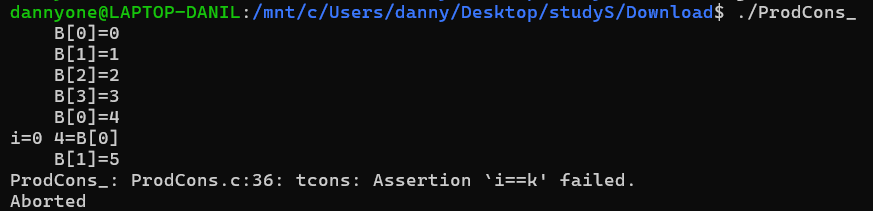 dannyone@LAPTOP-DANIL:/mnt/c/Users/danny/Desktop/studyS/Download$ ./ProdCons_
    B[0]=0
    B[1]=1
    B[2]=2
    B[3]=3
    B[0]=4
i=0 4=B[0]
    B[1]=5
ProdCons_: ProdCons.c:36: tcons: Assertion `i==k' failed.
Aborted